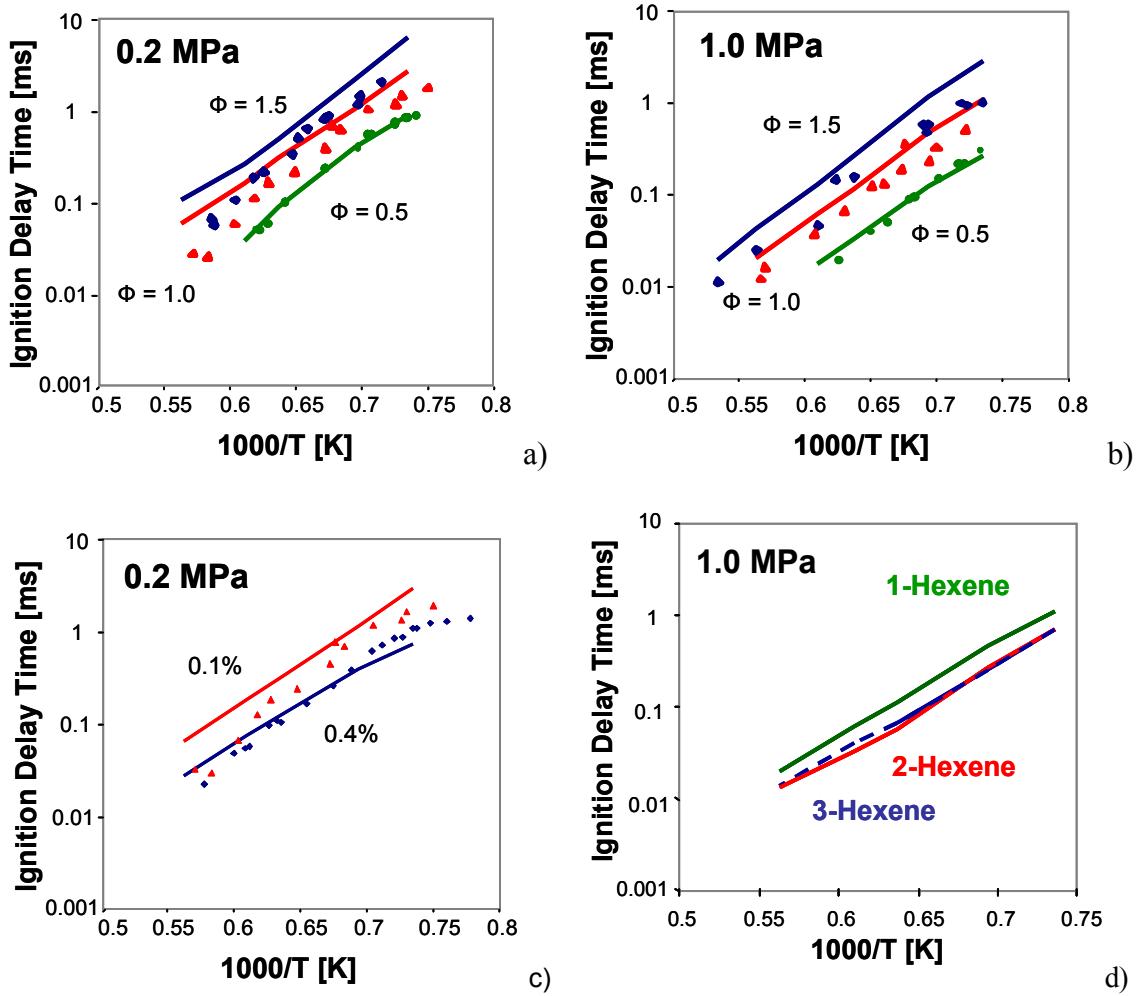 0.2 MPa
Ignition Delay Time [ms]
10
1
0.1
0.01
0.001
Φ = 1.5
Φ = 0.5
Φ = 1.0
0.5 0.55 0.6 0.65 0.7 0.75 0.8
1000/T [K]
a)
1.0 MPa
Ignition Delay Time [ms]
10
1
0.1
0.01
0.001
Φ = 1.5
Φ = 0.5
Φ = 1.0
0.5 0.55 0.6 0.65 0.7 0.75 0.8
1000/T [K]
b)
0.2 MPa
Ignition Delay Time [ms]
10
1
0.1
0.01
0.001
0.1%
0.4%
0.5 0.55 0.6 0.65 0.7 0.75 0.8
1000/T [K]
c)
1.0 MPa
Ignition Delay Time [ms]
10
1
0.1
0.01
0.001
1-Hexene
2-Hexene
3-Hexene
0.5 0.55 0.6 0.65 0.7 0.75
1000/T [K]
d)